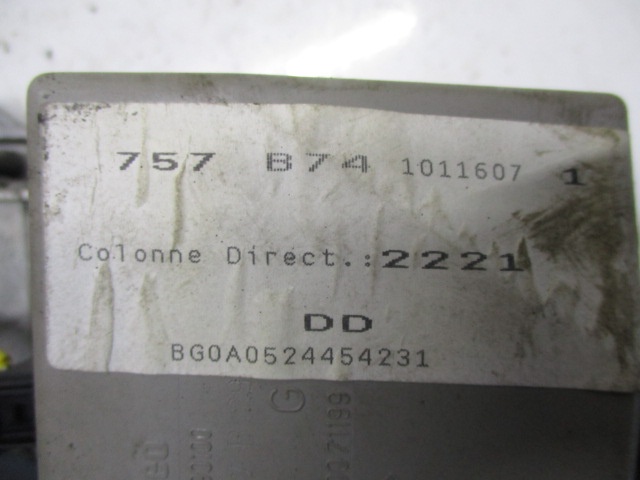 757 B74 1011607 1
Colonne Direct.:2221
DD
BG0A0524454231
G